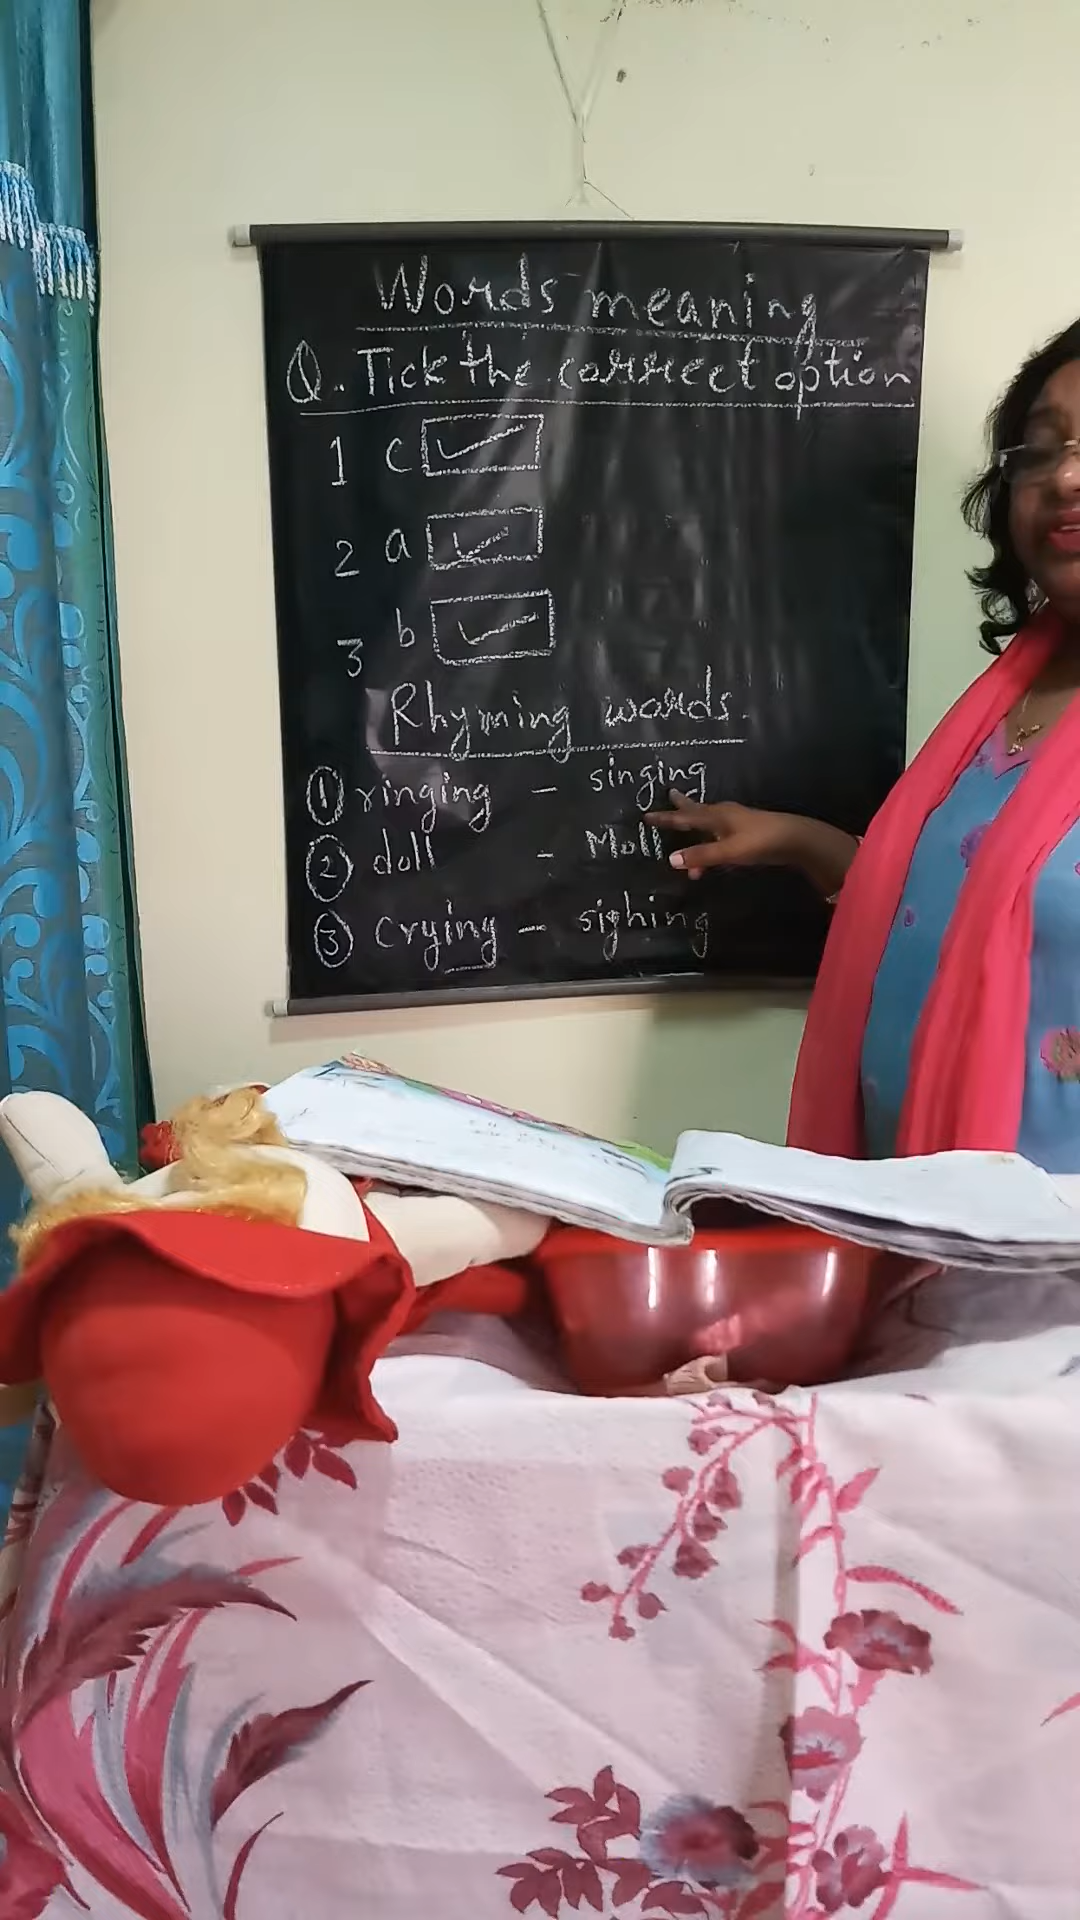 Words meaning
Q. Tick the correct option
1 c ✓
2 a ✓
3 b ✓
Rhyming words.
① ringing - singing
② doll - Moll
③ crying - sighing